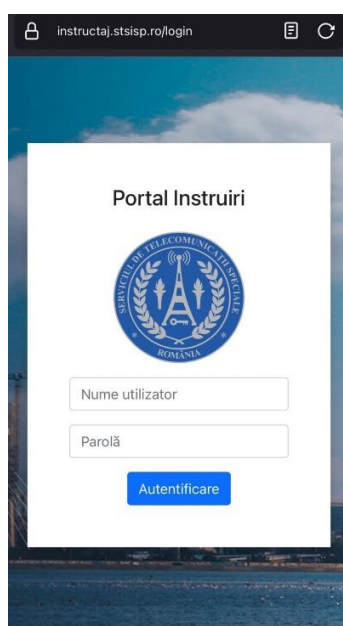 instructaj.stsisp.ro/login
Portal Instruiri
SERVICIUL DE TELECOMUNICAȚII SPECIALE
ROMÂNIA
Nume utilizator
Parolă
Autentificare